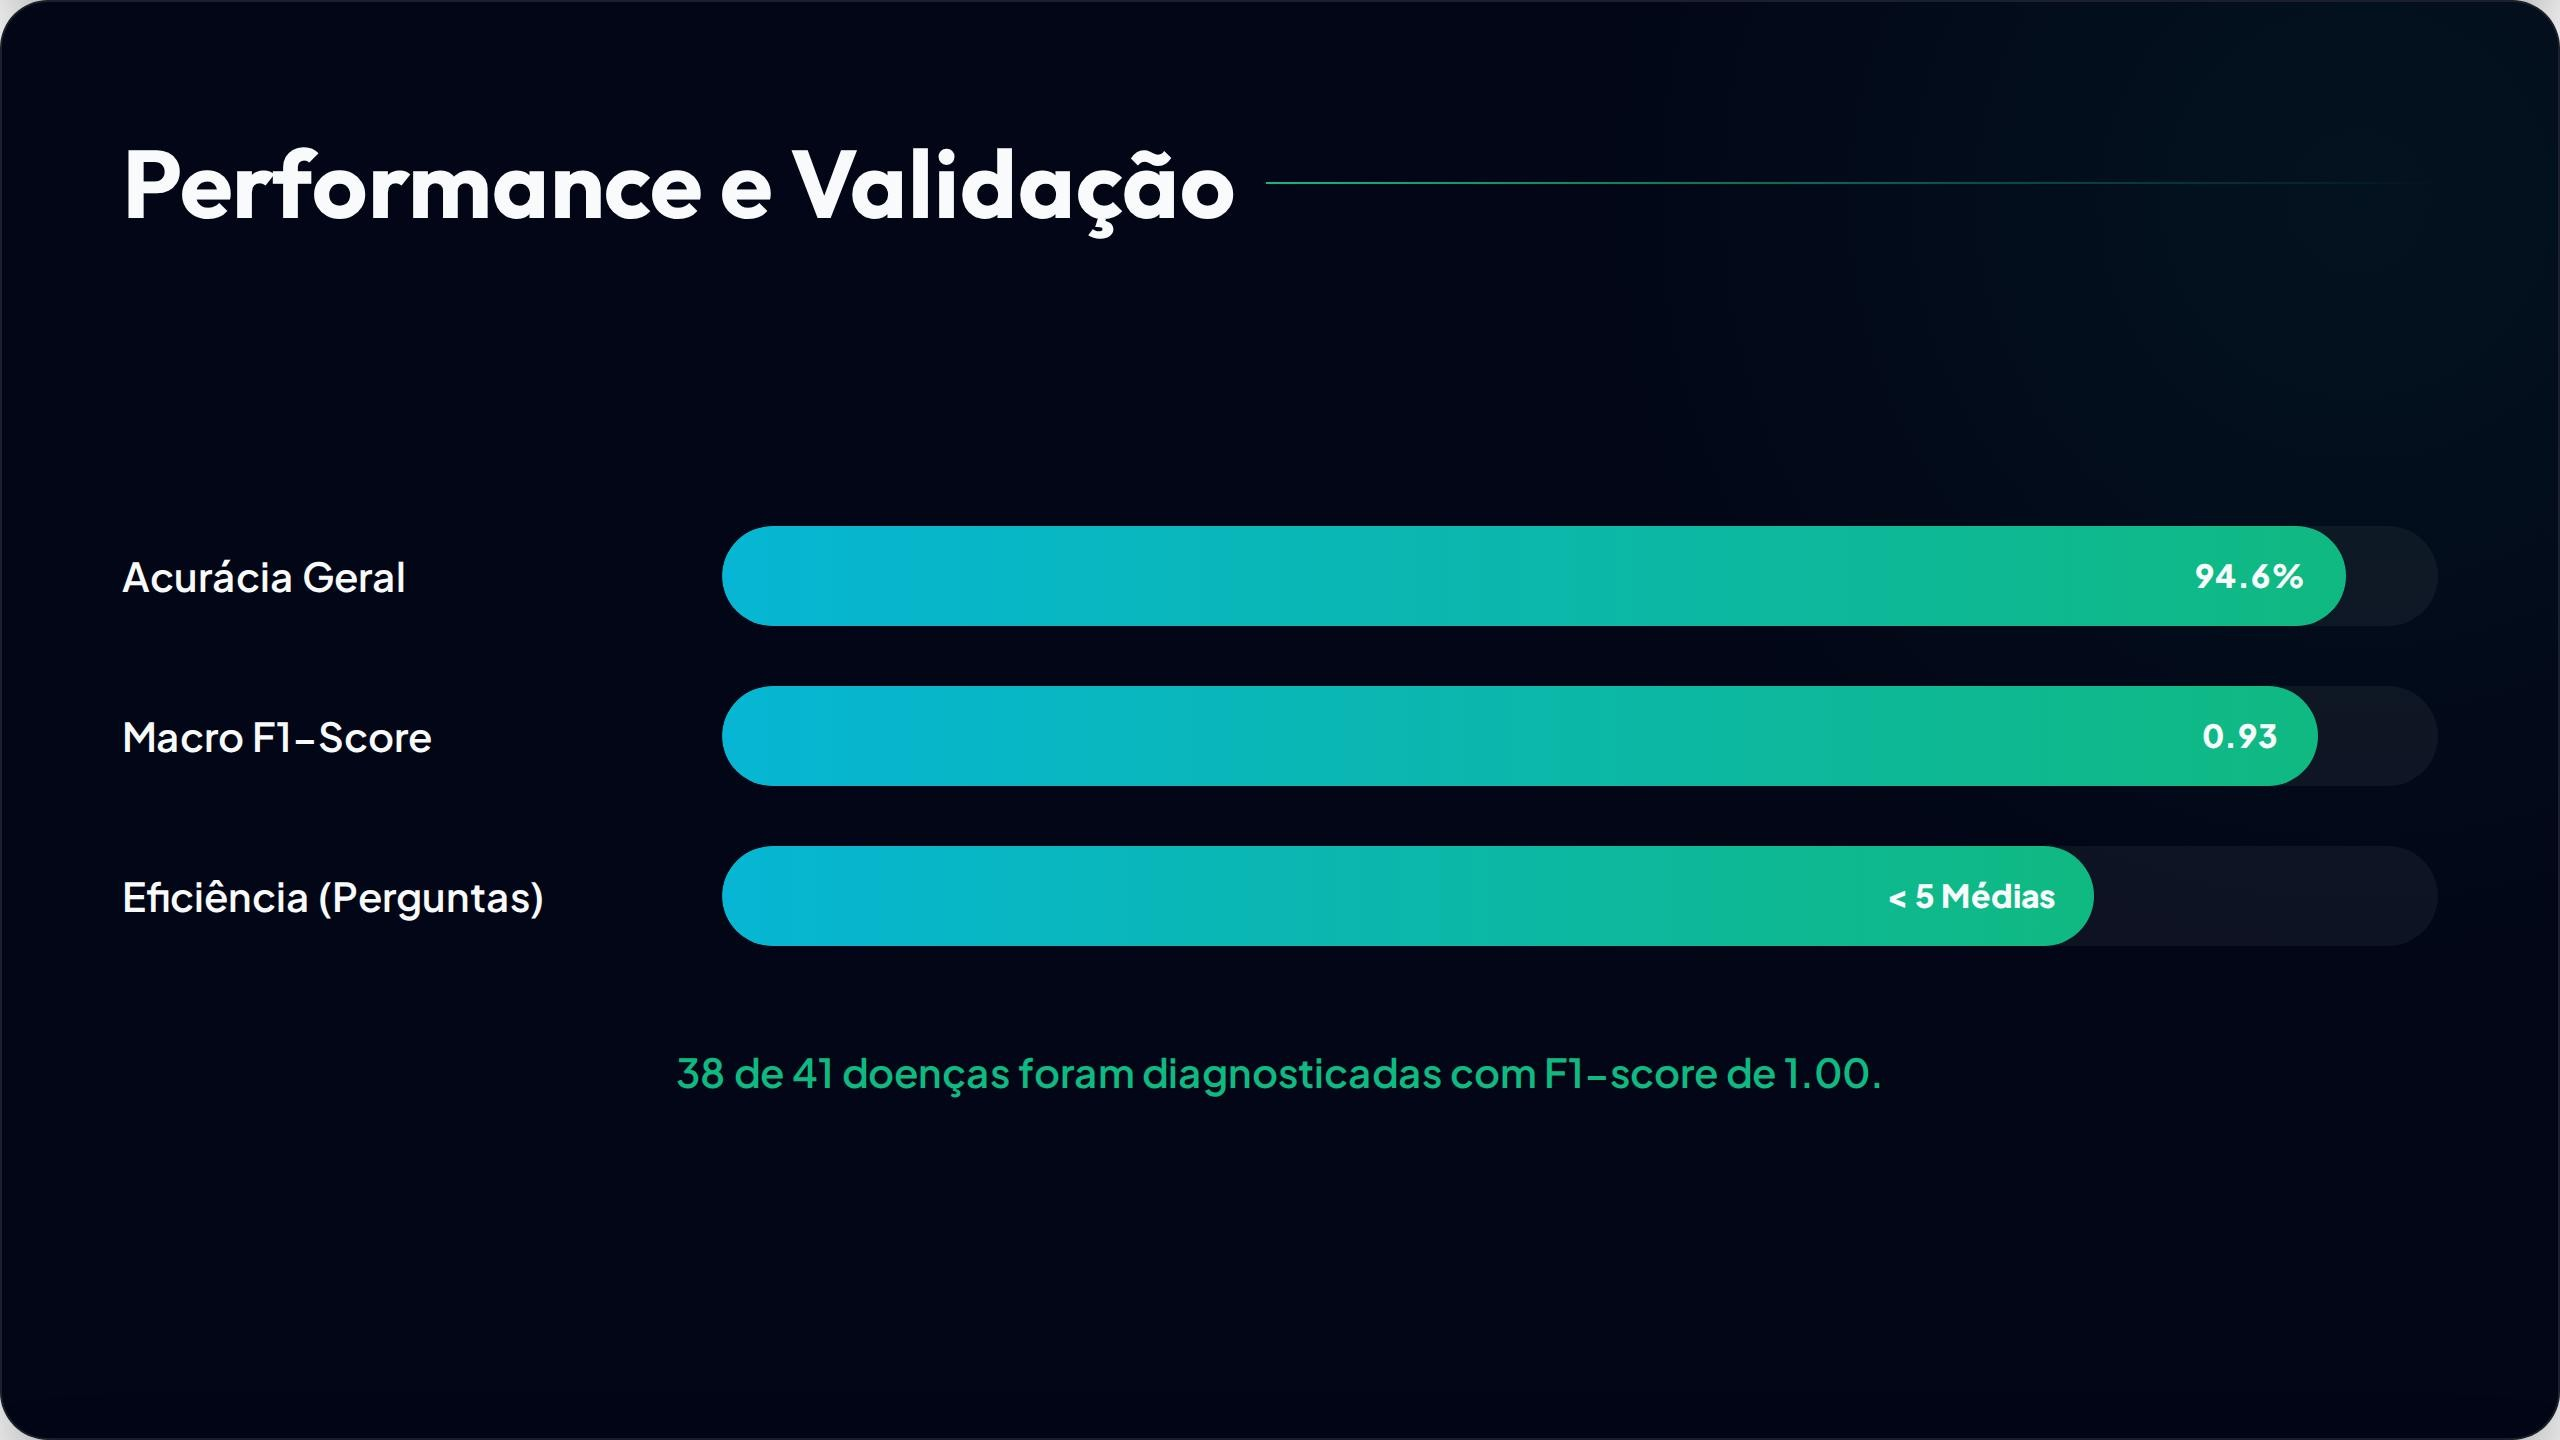 Performance e Validação
Acurácia Geral
94.6%
Macro F1-Score
0.93
Eficiência (Perguntas)
< 5 Médias
38 de 41 doenças foram diagnosticadas com F1-score de 1.00.